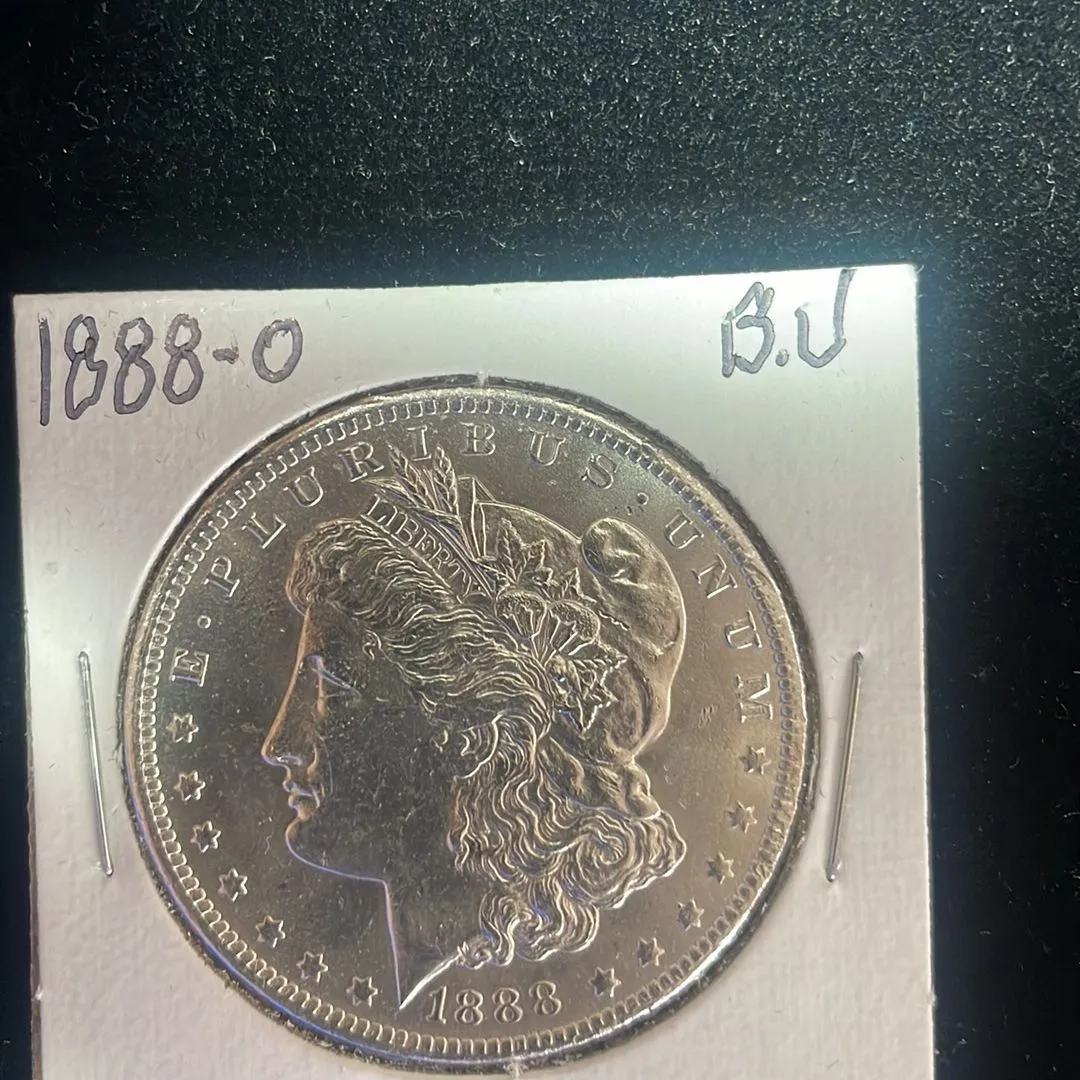 1888-O
B.U
E · PLURIBUS · UNUM
LIBERTY
1888